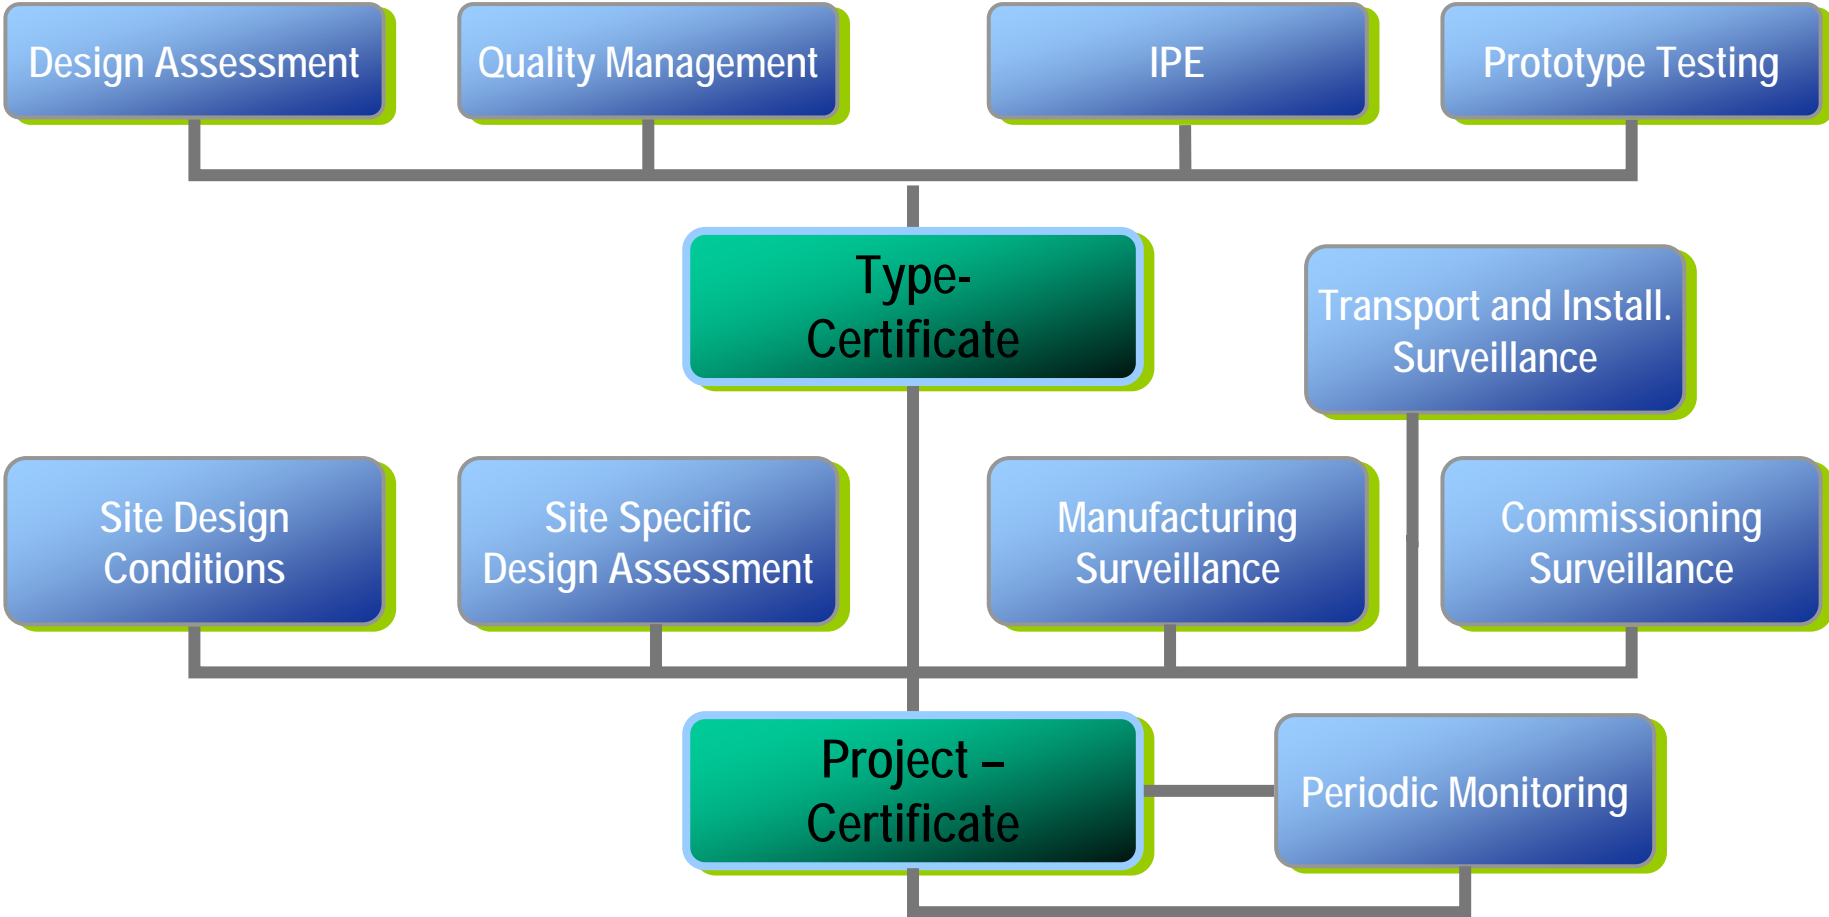 Design Assessment
Quality Management
IPE
Prototype Testing
Type-
Certificate
Transport and Install.
Surveillance
Site Design
Conditions
Site Specific
Design Assessment
Manufacturing
Surveillance
Commissioning
Surveillance
Project –
Certificate
Periodic Monitoring